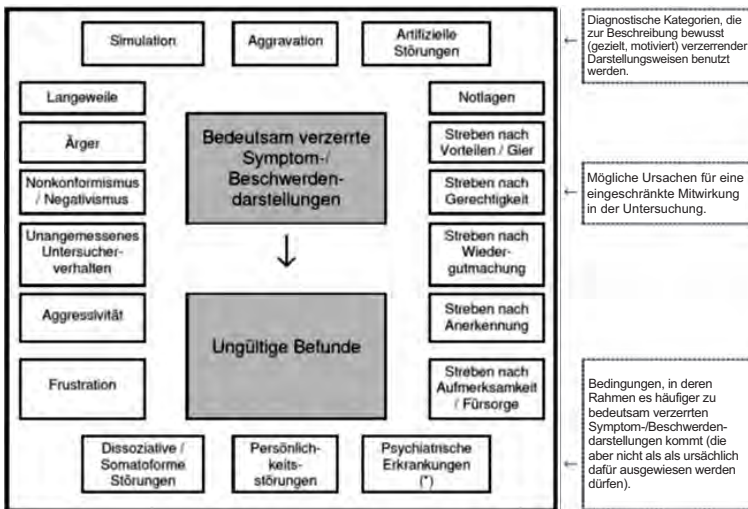 Simulation
Aggravation
Artifizielle
Störungen
←
Diagnostische Kategorien, die
zur Beschreibung bewusst
(gezielt, motiviert) verzerrender
Darstellungsweisen benutzt
werden.
Langeweile
Ärger
Nonkonformismus
/ Negativismus
Unangemessenes
Untersucher-
verhalten
Aggressivität
Frustration
Bedeutsam verzerrte
Symptom-/
Beschwerden-
darstellungen
↓
Ungültige Befunde
Notlagen
Streben nach
Vorteilen / Gier
Streben nach
Gerechtigkeit
Streben nach
Wieder-
gutmachung
Streben nach
Anerkennung
Streben nach
Aufmerksamkeit
/ Fürsorge
←
Mögliche Ursachen für eine
eingeschränkte Mitwirkung
in der Untersuchung.
Dissoziative /
Somatoforme
Störungen
Persönlich-
keits-
störungen
Psychiatrische
Erkrankungen
(*)
←
Bedingungen, in deren
Rahmen es häufiger zu
bedeutsam verzerrten
Symptom-/Beschwerden-
darstellungen kommt (die
aber nicht als als ursächlich
dafür ausgewiesen werden
dürfen).